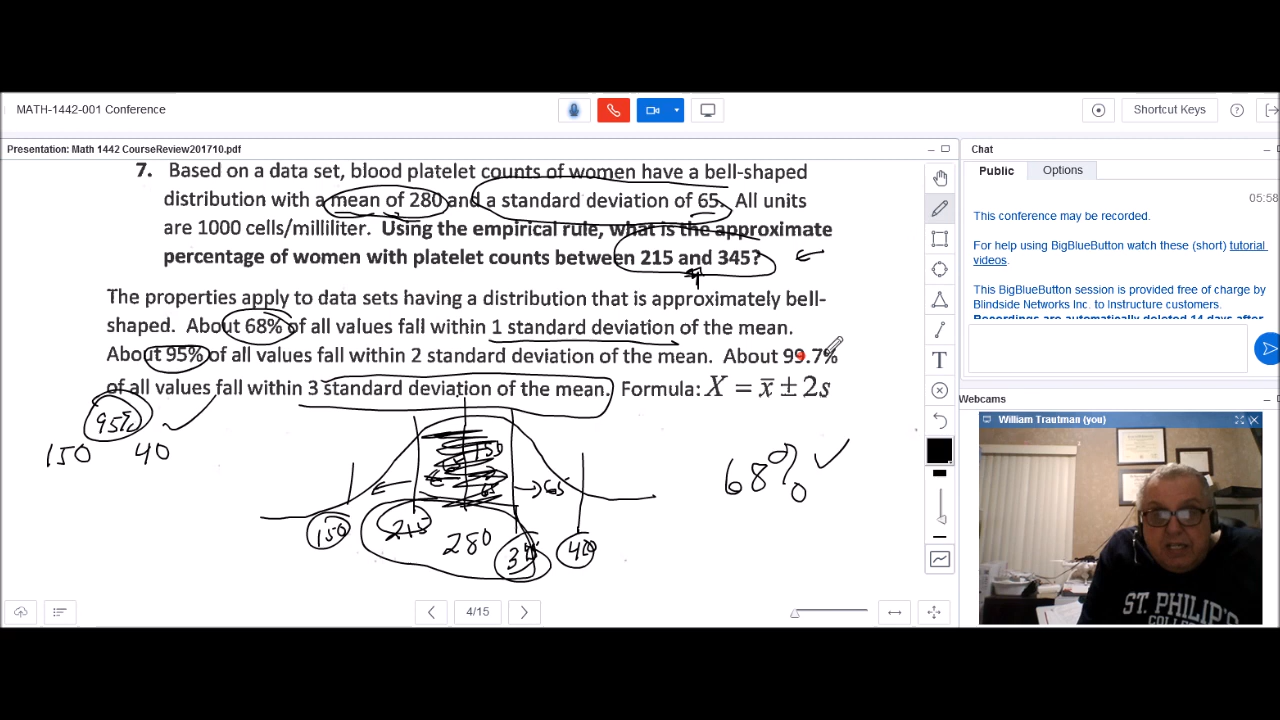 MATH-1442-001 Conference
Shortcut Keys
Presentation: Math 1442 CourseReview201710.pdf
7. Based on a data set, blood platelet counts of women have a bell-shaped
distribution with a mean of 280 and a standard deviation of 65. All units
are 1000 cells/milliliter. Using the empirical rule, what is the approximate
percentage of women with platelet counts between 215 and 345?
The properties apply to data sets having a distribution that is approximately bell-
shaped. About 68% of all values fall within 1 standard deviation of the mean.
About 95% of all values fall within 2 standard deviation of the mean. About 99.7%
of all values fall within 3 standard deviation of the mean. Formula: X = x̅ ± 2s
95%
150 40
68%
65
150 215 280
4/15
T
Chat
Public Options
05:58
This conference may be recorded.
For help using BigBlueButton watch these (short) tutorial
videos.
This BigBlueButton session is provided free of charge by
Blindside Networks Inc. to Instructure customers.
Recordings are automatically deleted 14 days after
Webcams
William Trautman (you)
ST. PHILIP'S